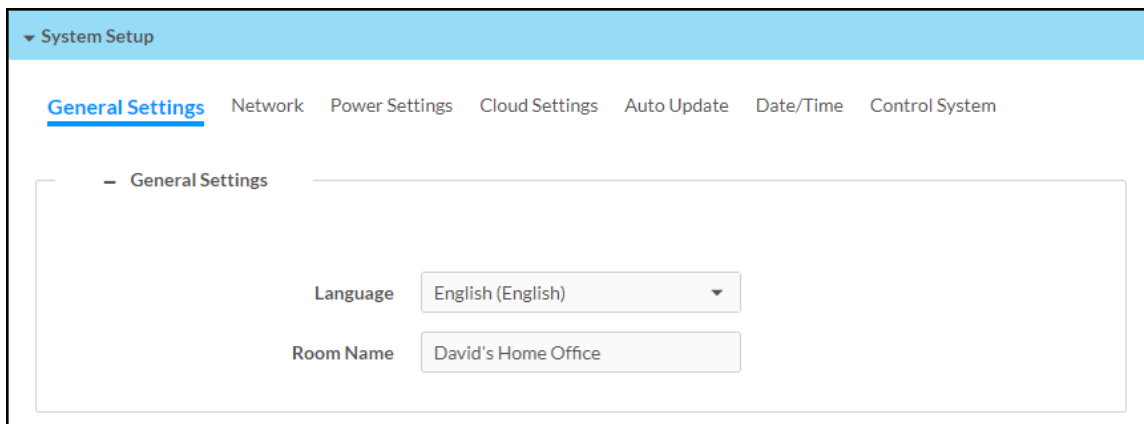 System Setup
General Settings Network Power Settings Cloud Settings Auto Update Date/Time Control System
– General Settings
Language English (English)
Room Name David's Home Office